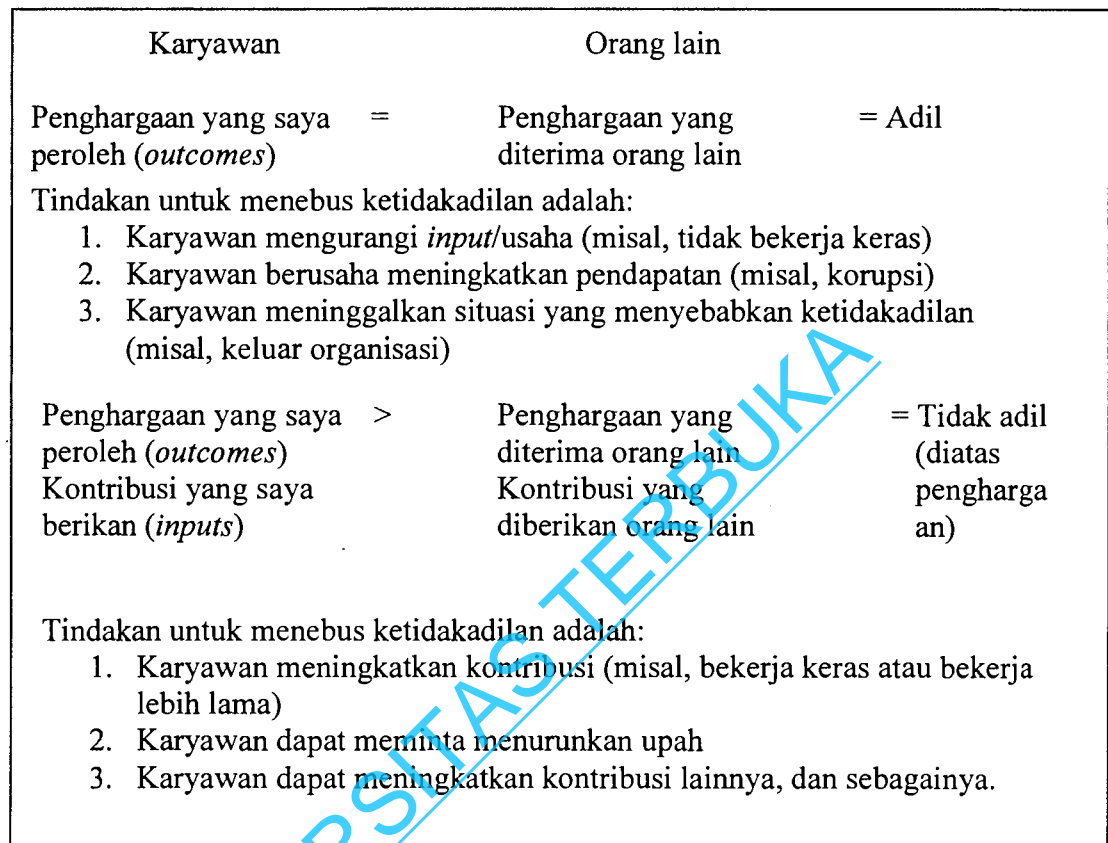 Karyawan Orang lain
Penghargaan yang saya = Penghargaan yang = Adil
peroleh (outcomes) diterima orang lain
Tindakan untuk menebus ketidakadilan adalah:
1. Karyawan mengurangi input/usaha (misal, tidak bekerja keras)
2. Karyawan berusaha meningkatkan pendapatan (misal, korupsi)
3. Karyawan meninggalkan situasi yang menyebabkan ketidakadilan
(misal, keluar organisasi)
Penghargaan yang saya > Penghargaan yang = Tidak adil
peroleh (outcomes) diterima orang lain (diatas
Kontribusi yang saya Kontribusi yang pengharga
berikan (inputs) diberikan orang lain an)
Tindakan untuk menebus ketidakadilan adalah:
1. Karyawan meningkatkan kontribusi (misal, bekerja keras atau bekerja
lebih lama)
2. Karyawan dapat meminta menurunkan upah
3. Karyawan dapat meningkatkan kontribusi lainnya, dan sebagainya.
RSITAS TERBUKA